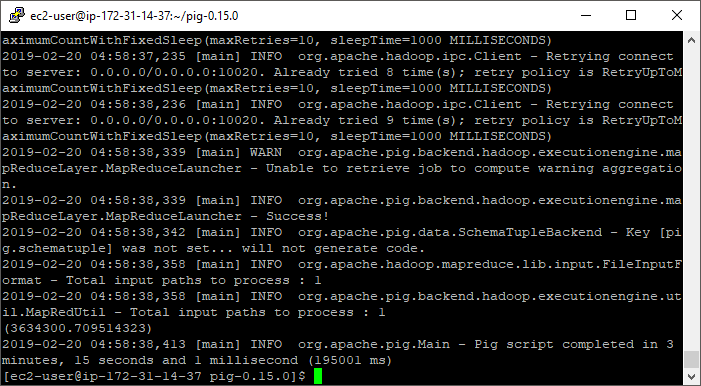 ec2-user@ip-172-31-14-37:~/pig-0.15.0
aximumCountWithFixedSleep(maxRetries=10, sleepTime=1000 MILLISECONDS)
2019-02-20 04:58:37,235 [main] INFO  org.apache.hadoop.ipc.Client - Retrying connect
to server: 0.0.0.0/0.0.0.0:10020. Already tried 8 time(s); retry policy is RetryUpToM
aximumCountWithFixedSleep(maxRetries=10, sleepTime=1000 MILLISECONDS)
2019-02-20 04:58:38,236 [main] INFO  org.apache.hadoop.ipc.Client - Retrying connect
to server: 0.0.0.0/0.0.0.0:10020. Already tried 9 time(s); retry policy is RetryUpToM
aximumCountWithFixedSleep(maxRetries=10, sleepTime=1000 MILLISECONDS)
2019-02-20 04:58:38,339 [main] WARN  org.apache.pig.backend.hadoop.executionengine.ma
pReduceLayer.MapReduceLauncher - Unable to retrieve job to compute warning aggregatio
n.
2019-02-20 04:58:38,339 [main] INFO  org.apache.pig.backend.hadoop.executionengine.ma
pReduceLayer.MapReduceLauncher - Success!
2019-02-20 04:58:38,342 [main] INFO  org.apache.pig.data.SchemaTupleBackend - Key [pi
g.schematuple] was not set... will not generate code.
2019-02-20 04:58:38,358 [main] INFO  org.apache.hadoop.mapreduce.lib.input.FileInputF
ormat - Total input paths to process : 1
2019-02-20 04:58:38,358 [main] INFO  org.apache.pig.backend.hadoop.executionengine.ut
il.MapRedUtil - Total input paths to process : 1
(3634300.709514323)
2019-02-20 04:58:38,413 [main] INFO  org.apache.pig.Main - Pig script completed in 3
minutes, 15 seconds and 1 millisecond (195001 ms)
[ec2-user@ip-172-31-14-37 pig-0.15.0]$